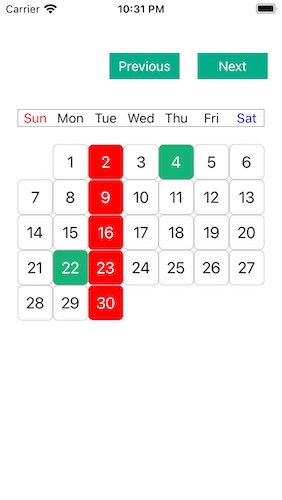 Carrier 10:31 PM
Previous Next
Sun Mon Tue Wed Thu Fri Sat
1 2 3 4 5 6
7 8 9 10 11 12 13
14 15 16 17 18 19 20
21 22 23 24 25 26 27
28 29 30